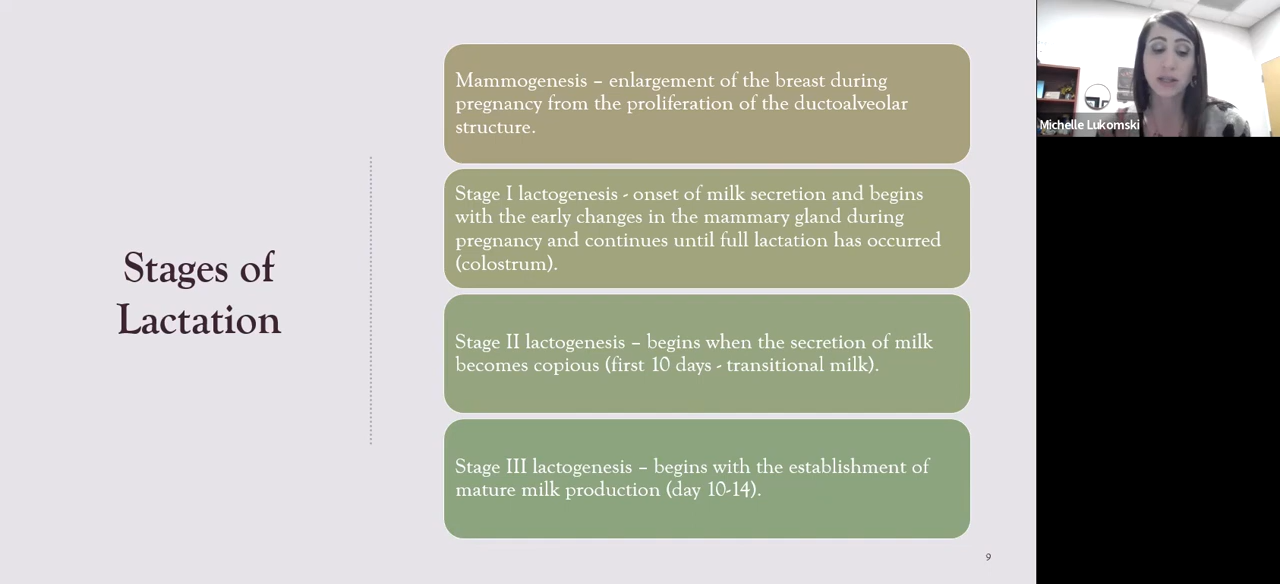 Stages of
Lactation
Mammogenesis – enlargement of the breast during
pregnancy from the proliferation of the ductoalveolar
structure.
Stage I lactogenesis - onset of milk secretion and begins
with the early changes in the mammary gland during
pregnancy and continues until full lactation has occurred
(colostrum).
Stage II lactogenesis – begins when the secretion of milk
becomes copious (first 10 days - transitional milk).
Stage III lactogenesis – begins with the establishment of
mature milk production (day 10-14).
9
Michelle Lukomski